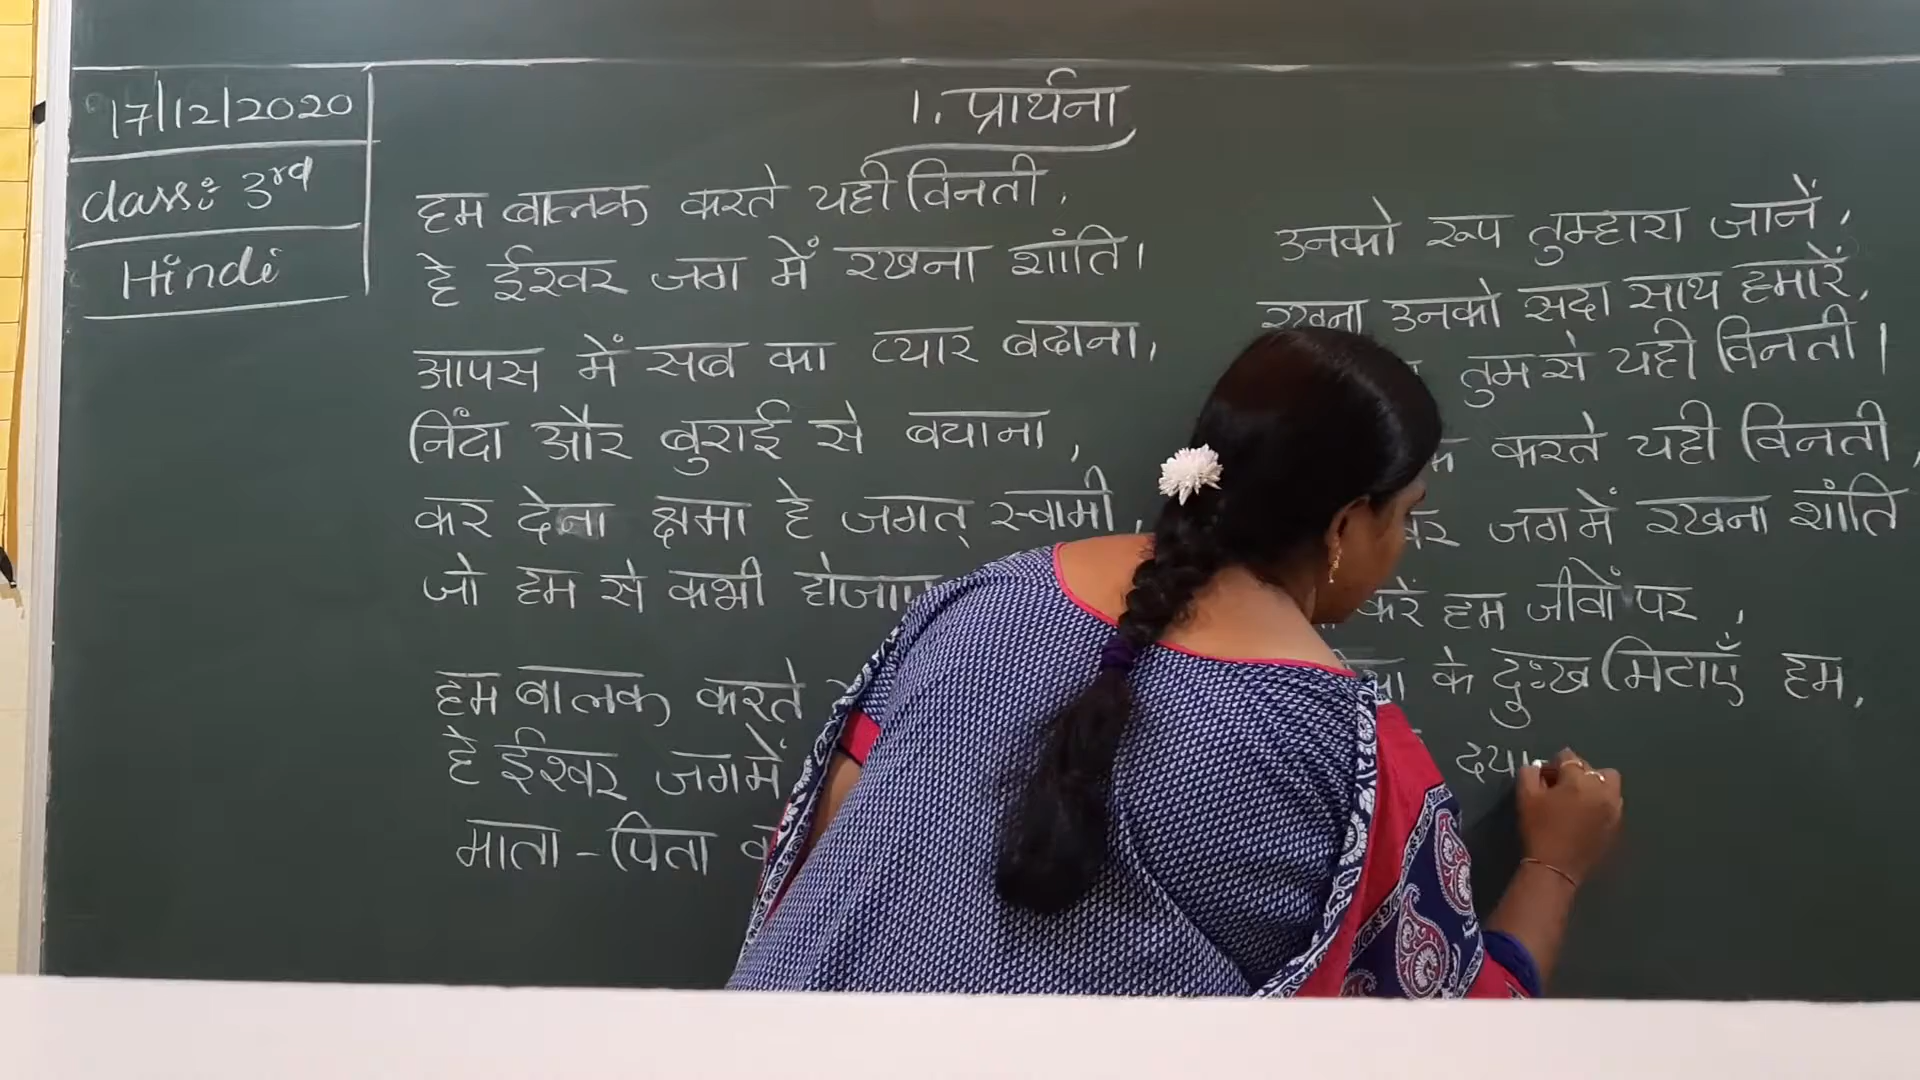 17/12/2020
class: 3rd
Hindi
1. प्रार्थना
हम बालक करते यही विनती,
हे ईश्वर जग में रखना शांति।
आपस में सब का प्यार बढाना,
निंदा और बुराई से बचाना,
कर देना क्षमा हे जगत् स्वामी,
जो हम से कभी होजाए
हम बालक करते
हे ईश्वर जगमें
माता - पिता
उनको रूप तुम्हारा जानें,
रखना उनको सदा साथ हमारें,
तुम से यही विनती।
करते यही विनती,
जग में रखना शांति
करें हम जीवों पर,
के दुःख मिटाएँ हम,
दया